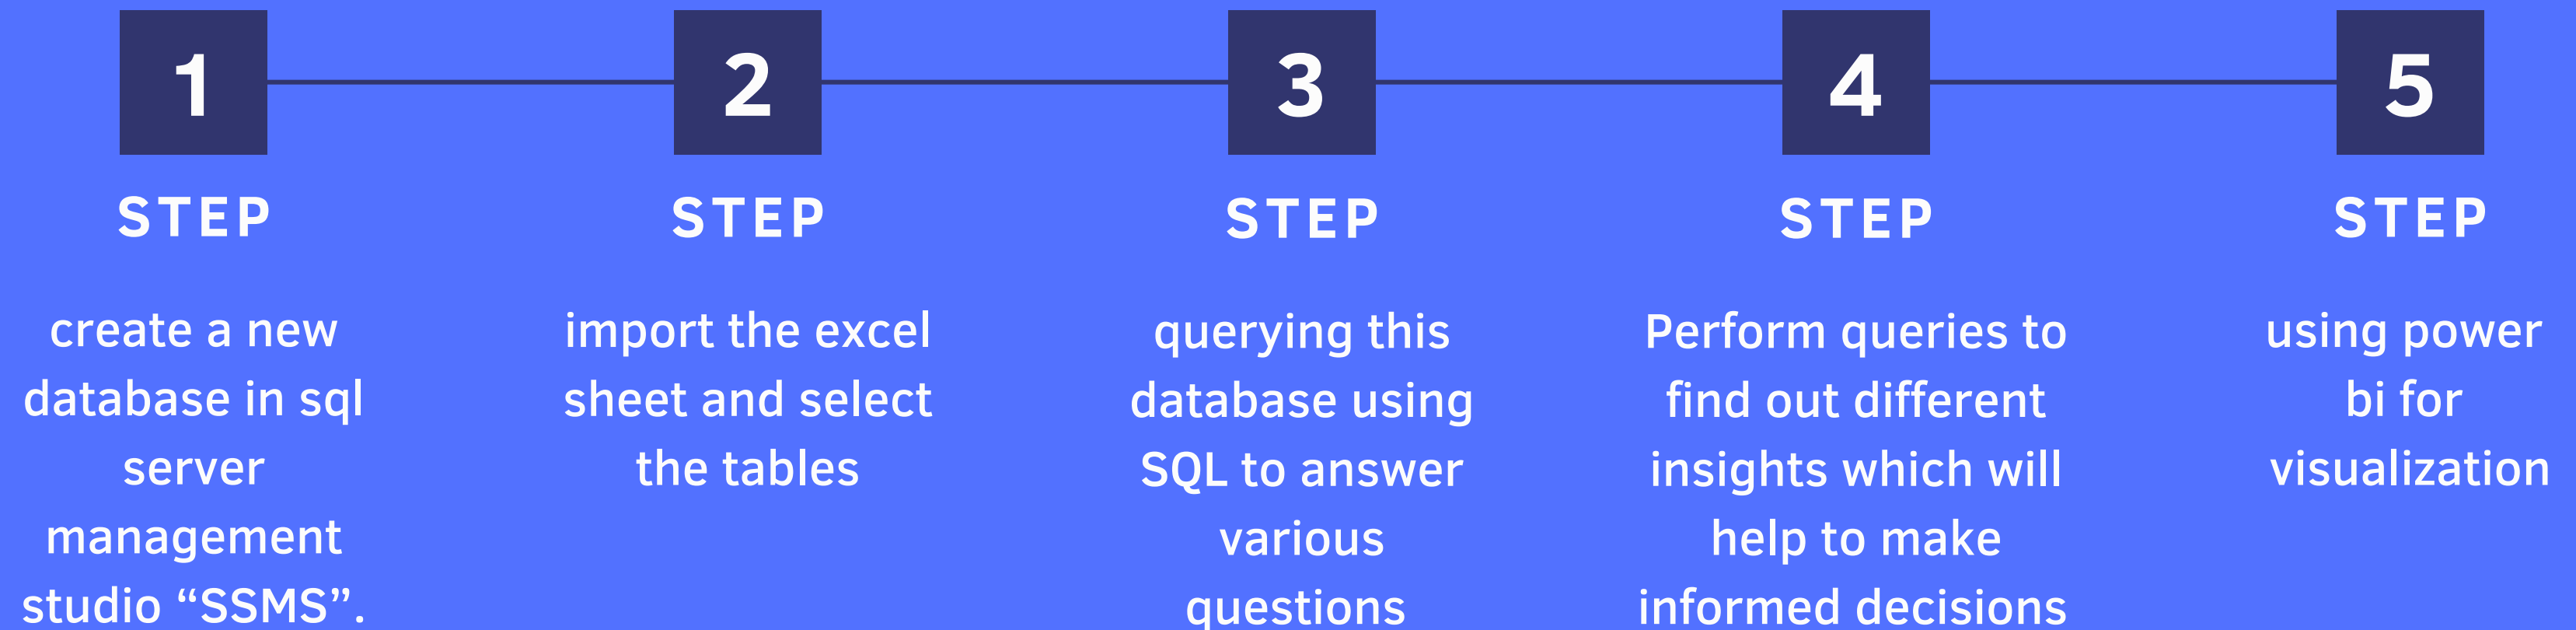 1
STEP
create a new
database in sql
server
management
studio “SSMS”.
2
STEP
import the excel
sheet and select
the tables
3
STEP
querying this
database using
SQL to answer
various
questions
4
STEP
Perform queries to
find out different
insights which will
help to make
informed decisions
5
STEP
using power
bi for
visualization